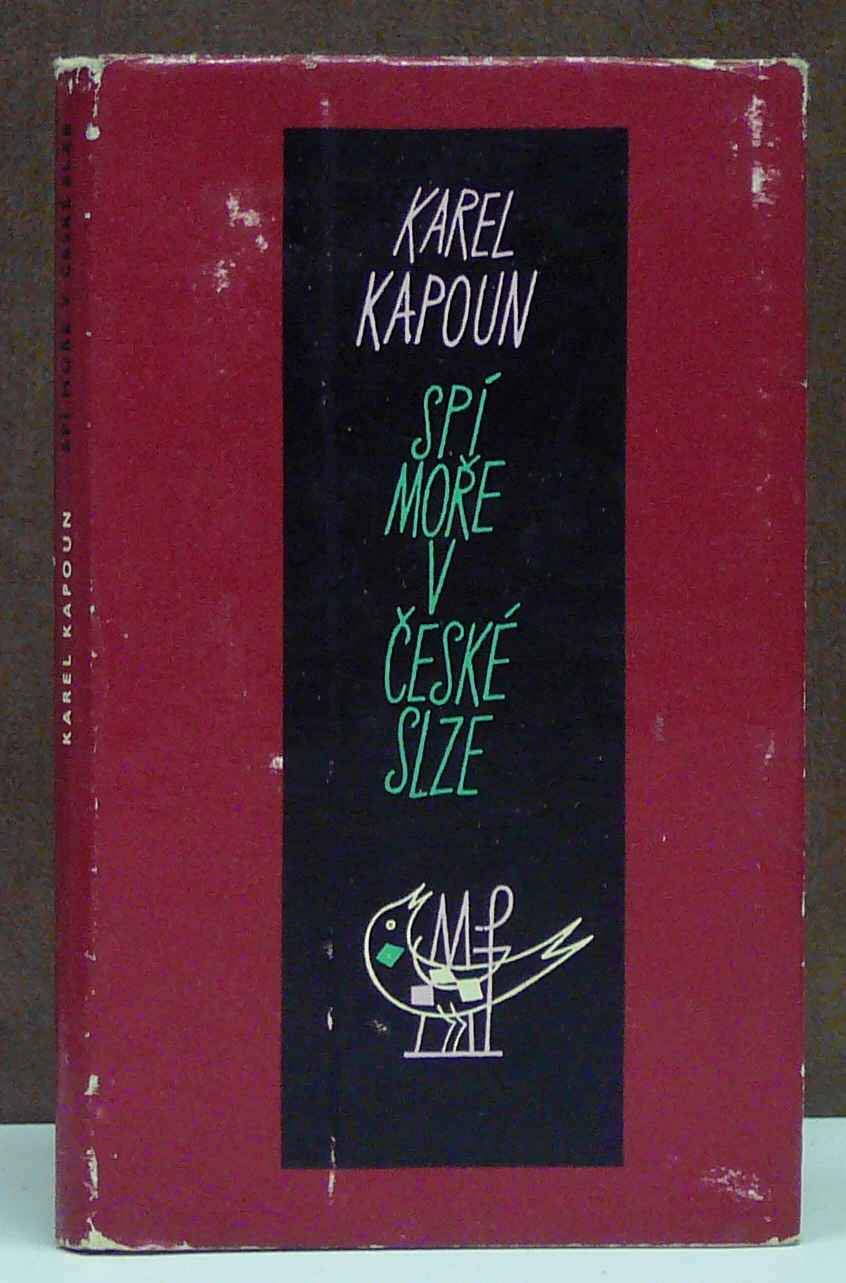 KAREL
KAPOUN
SPÍ
MOŘE
V
ČESKÉ
SLZE
KAREL KAPOUN
SPÍ MOŘE V ČESKÉ SLZE